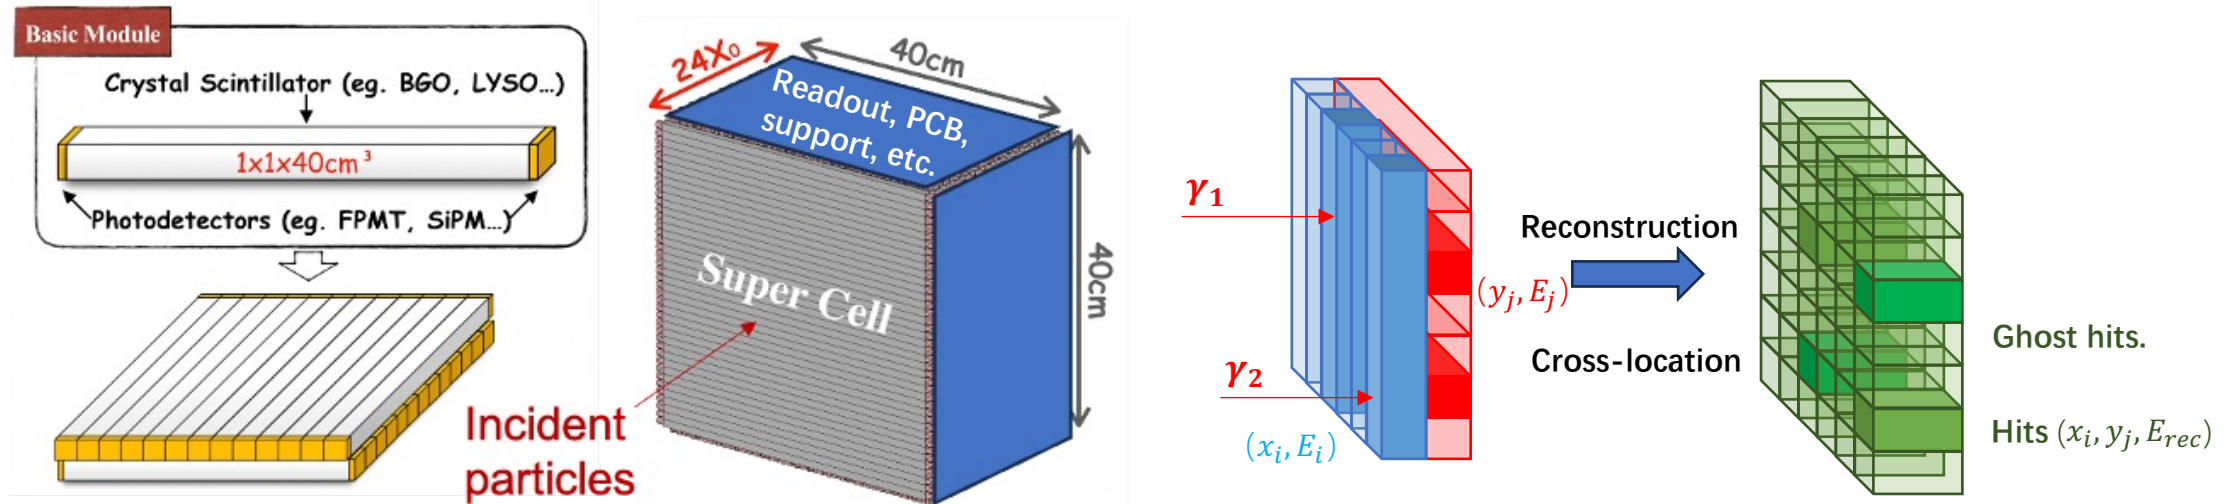 Basic Module
Crystal Scintillator (eg. BGO, LYSO...)
1x1x40cm³
Photodetectors (eg. FPMT, SiPM...)
24X₀
40cm
Readout, PCB,
support, etc.
40cm
Super Cell
Incident
particles
γ₁
γ₂
(xᵢ, Eᵢ)
(yⱼ, Eⱼ)
Reconstruction
Cross-location
Ghost hits.
Hits (xᵢ, yⱼ, E_rec)